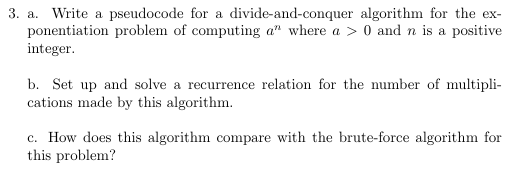 3. a. Write a pseudocode for a divide-and-conquer algorithm for the ex-
ponentiation problem of computing aⁿ where a > 0 and n is a positive
integer.
b. Set up and solve a recurrence relation for the number of multipli-
cations made by this algorithm.
c. How does this algorithm compare with the brute-force algorithm for
this problem?